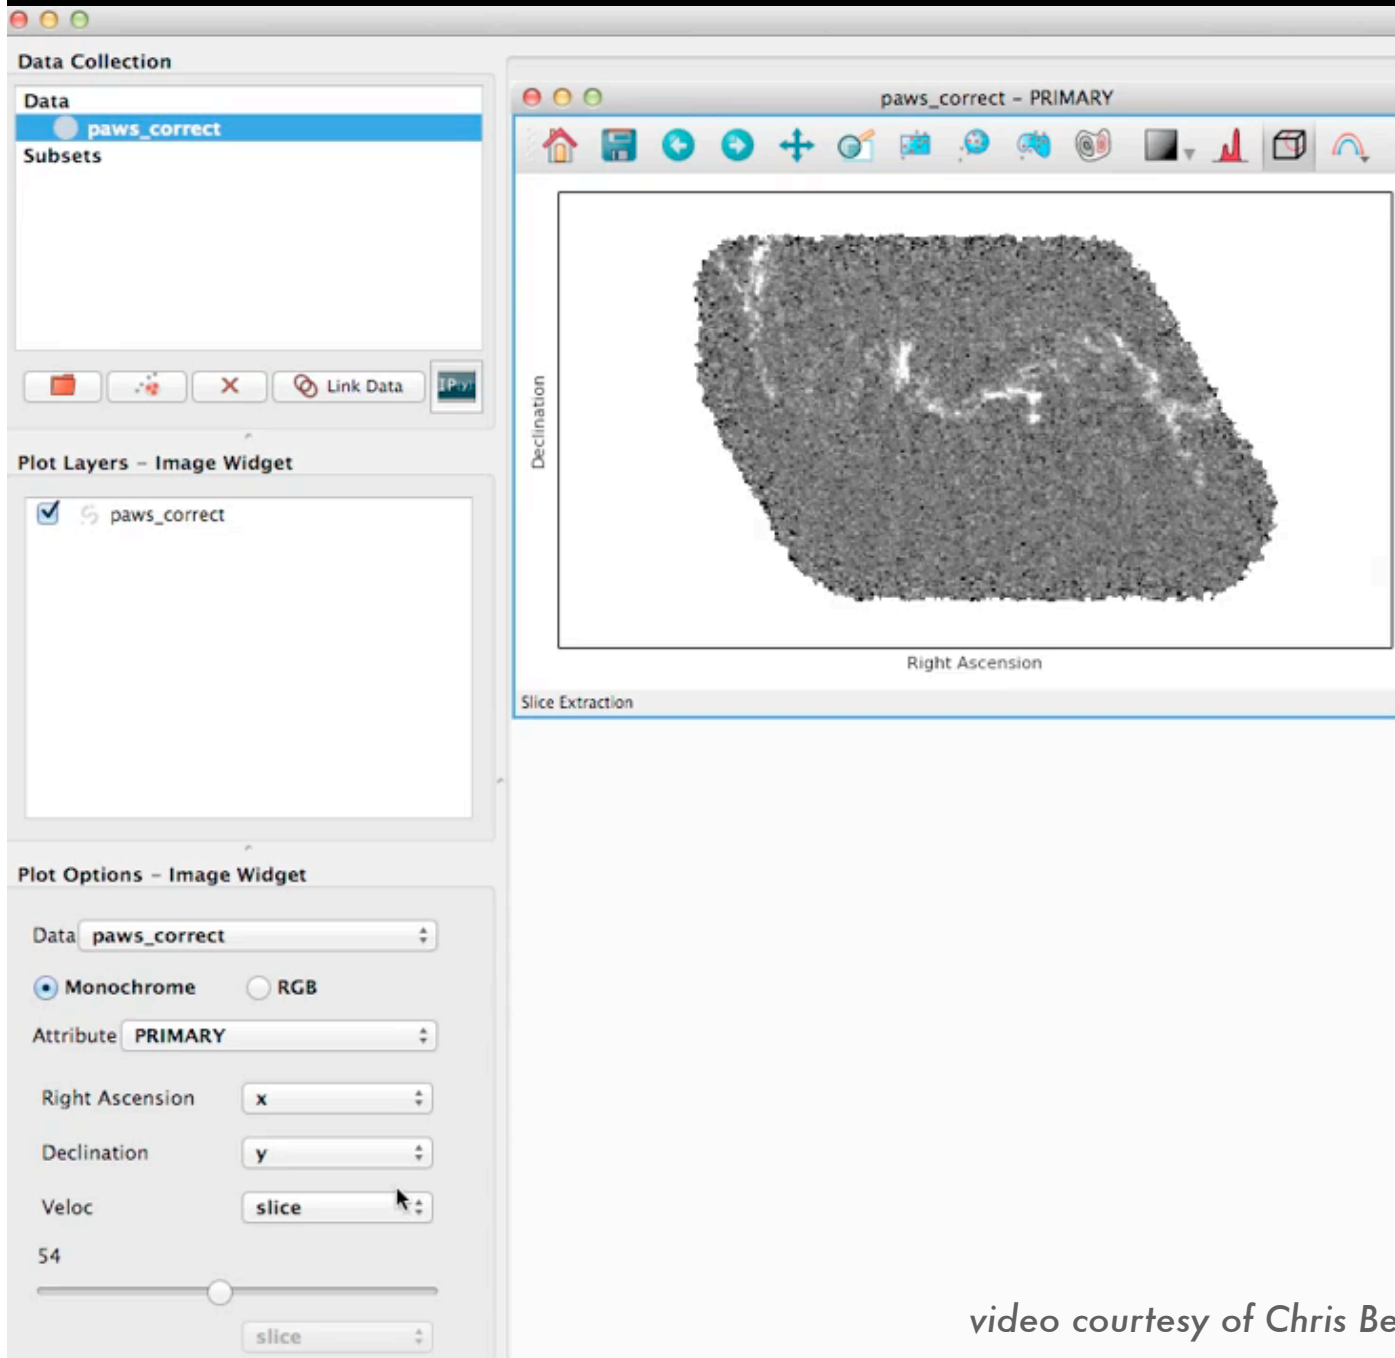 Data Collection
Data
paws_correct
Subsets
Link Data
Plot Layers - Image Widget
paws_correct
Plot Options - Image Widget
Data paws_correct
Monochrome RGB
Attribute PRIMARY
Right Ascension x
Declination y
Veloc slice
54
slice
paws_correct - PRIMARY
Declination
Right Ascension
Slice Extraction
video courtesy of Chris Be